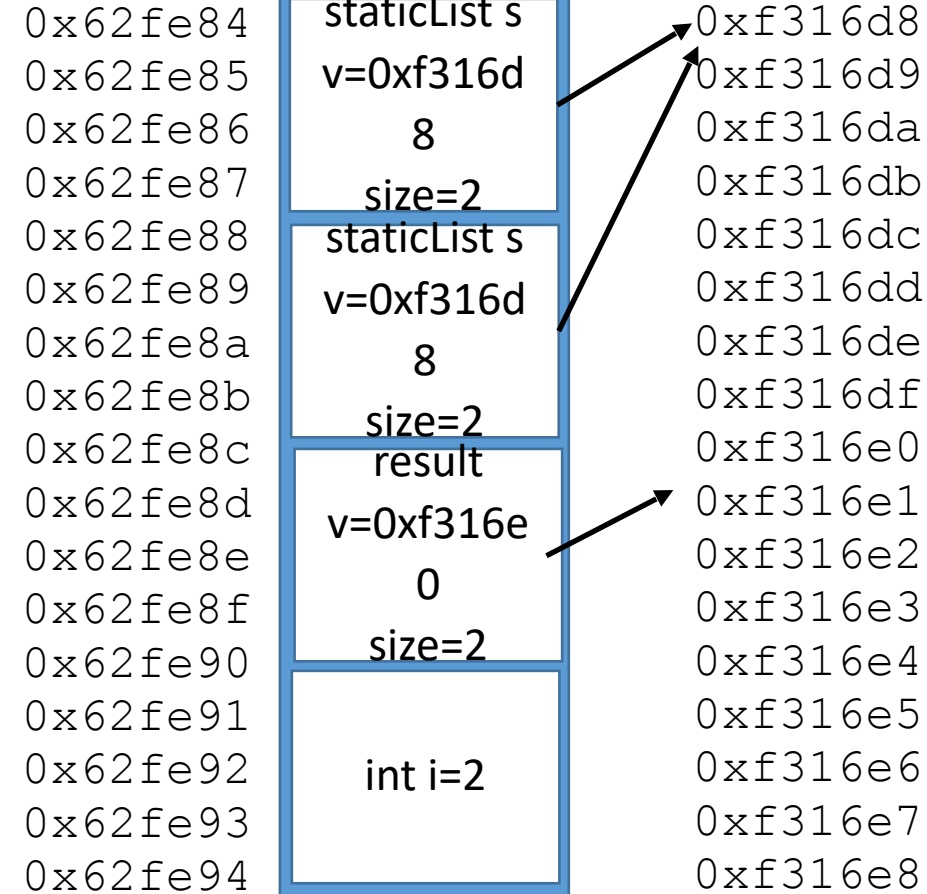 0x62fe84
0x62fe85
0x62fe86
0x62fe87
0x62fe88
0x62fe89
0x62fe8a
0x62fe8b
0x62fe8c
0x62fe8d
0x62fe8e
0x62fe8f
0x62fe90
0x62fe91
0x62fe92
0x62fe93
0x62fe94
staticList s
v=0xf316d
8
size=2
staticList s
v=0xf316d
8
size=2
result
v=0xf316e
0
size=2
int i=2
0xf316d8
0xf316d9
0xf316da
0xf316db
0xf316dc
0xf316dd
0xf316de
0xf316df
0xf316e0
0xf316e1
0xf316e2
0xf316e3
0xf316e4
0xf316e5
0xf316e6
0xf316e7
0xf316e8